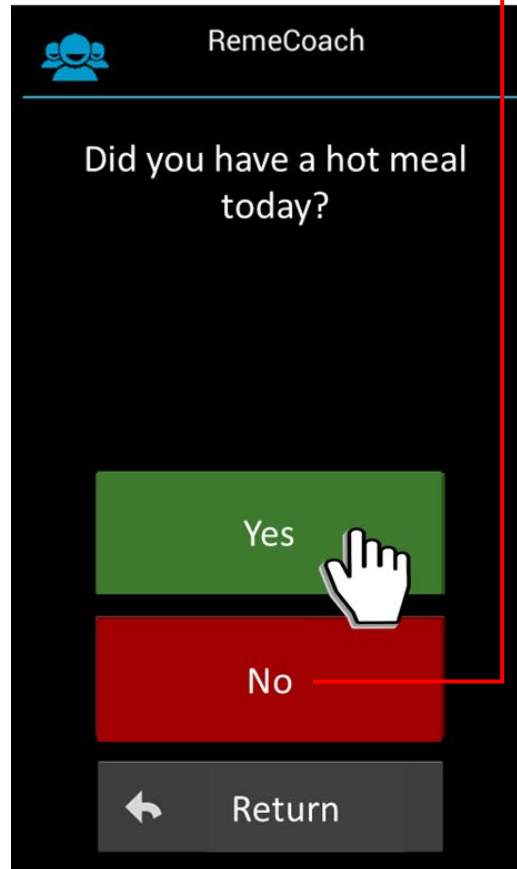 RemeCoach
Did you have a hot meal
today?
Yes
No
Return